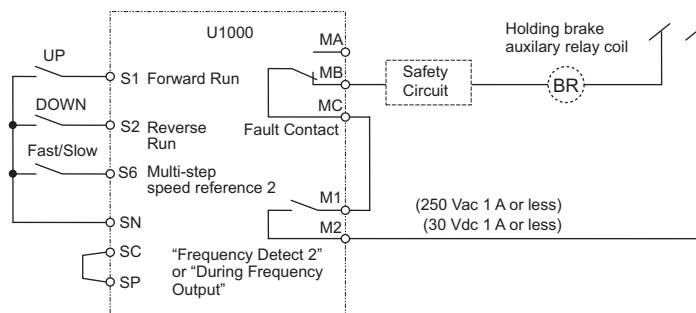 U1000
MA
Holding brake
auxilary relay coil
UP
S1 Forward Run
MB
Safety
Circuit
BR
DOWN
MC
S2 Reverse
Run
Fault Contact
Fast/Slow
S6 Multi-step
speed reference 2
M1
(250 Vac 1 A or less)
SN
M2
(30 Vdc 1 A or less)
SC
“Frequency Detect 2”
or “During Frequency
Output”
SP